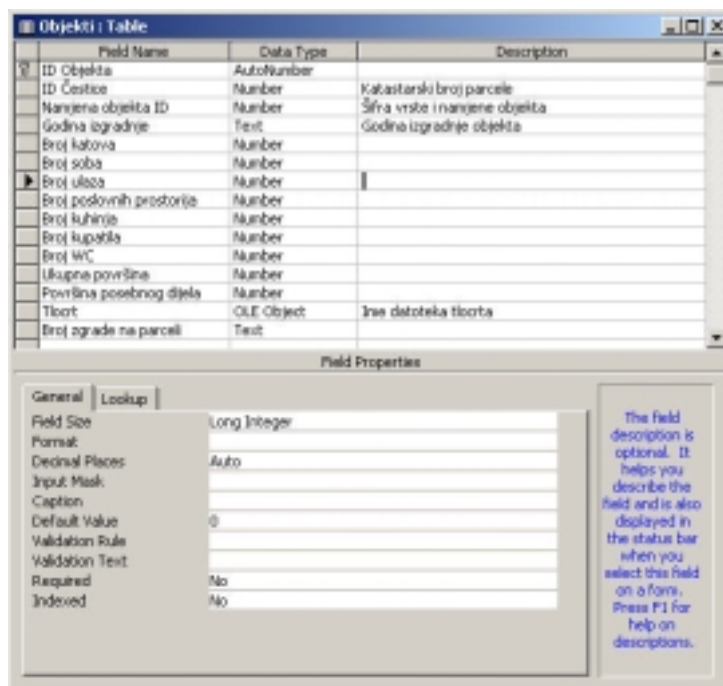 Objekti : Table
Field Name Data Type Description
ID Objekta AutoNumber
ID Čestice Number Katastarski broj parcele
Namjena objekta ID Number Šifra vrste i namjene objekta
Godina izgradnje Text Godina izgradnje objekta
Broj katova Number
Broj soba Number
Broj ulaza Number
Broj poslovnih prostorija Number
Broj kuhinja Number
Broj kupatila Number
Broj WC Number
Ukupna površina Number
Površina posebnog dijela Number
Tlocrt OLE Object Ime datoteka tlocrta
Broj zgrade na parceli Text
Field Properties
General Lookup
Field Size Long Integer
Format
Decimal Places Auto
Input Mask
Caption
Default Value 0
Validation Rule
Validation Text
Required No
Indexed No
The field
description is
optional. It
helps you
describe the
field and is also
displayed in
the status bar
when you
select this field
on a form.
Press F1 for
help on
descriptions.